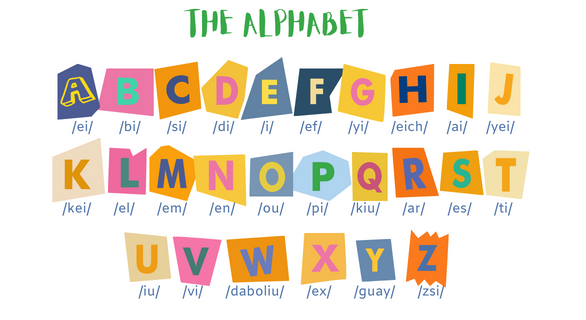 THE ALPHABET
A B C D E F G H I J
/ei/ /bi/ /si/ /di/ /i/ /ef/ /yi/ /eich/ /ai/ /yei/
K L M N O P Q R S T
/kei/ /el/ /em/ /en/ /ou/ /pi/ /kiu/ /ar/ /es/ /ti/
U V W X Y Z
/iu/ /vi/ /daboliu/ /ex/ /guay/ /zsi/